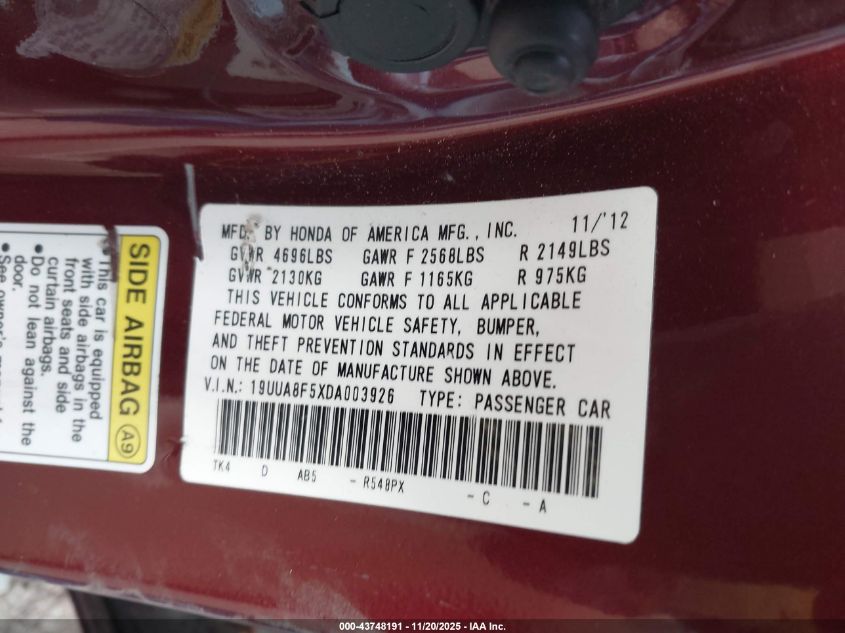 MFD. BY HONDA OF AMERICA MFG., INC. 11/'12
GVWR 4696LBS GAWR F 2568LBS R 2149LBS
GVWR 2130KG GAWR F 1165KG R 975KG
THIS VEHICLE CONFORMS TO ALL APPLICABLE
FEDERAL MOTOR VEHICLE SAFETY, BUMPER,
AND THEFT PREVENTION STANDARDS IN EFFECT
ON THE DATE OF MANUFACTURE SHOWN ABOVE.
V.I.N.: 19UUA8F5XDA003926 TYPE: PASSENGER CAR
TK4 D AB5 - R548PX - C - A
SIDE AIRBAG A9
• This car is equipped
with side airbags in the
front seats and side
curtain airbags.
• Do not lean against the
door.
• See owner's
000-43748191 - 11/20/2025 - IAA Inc.